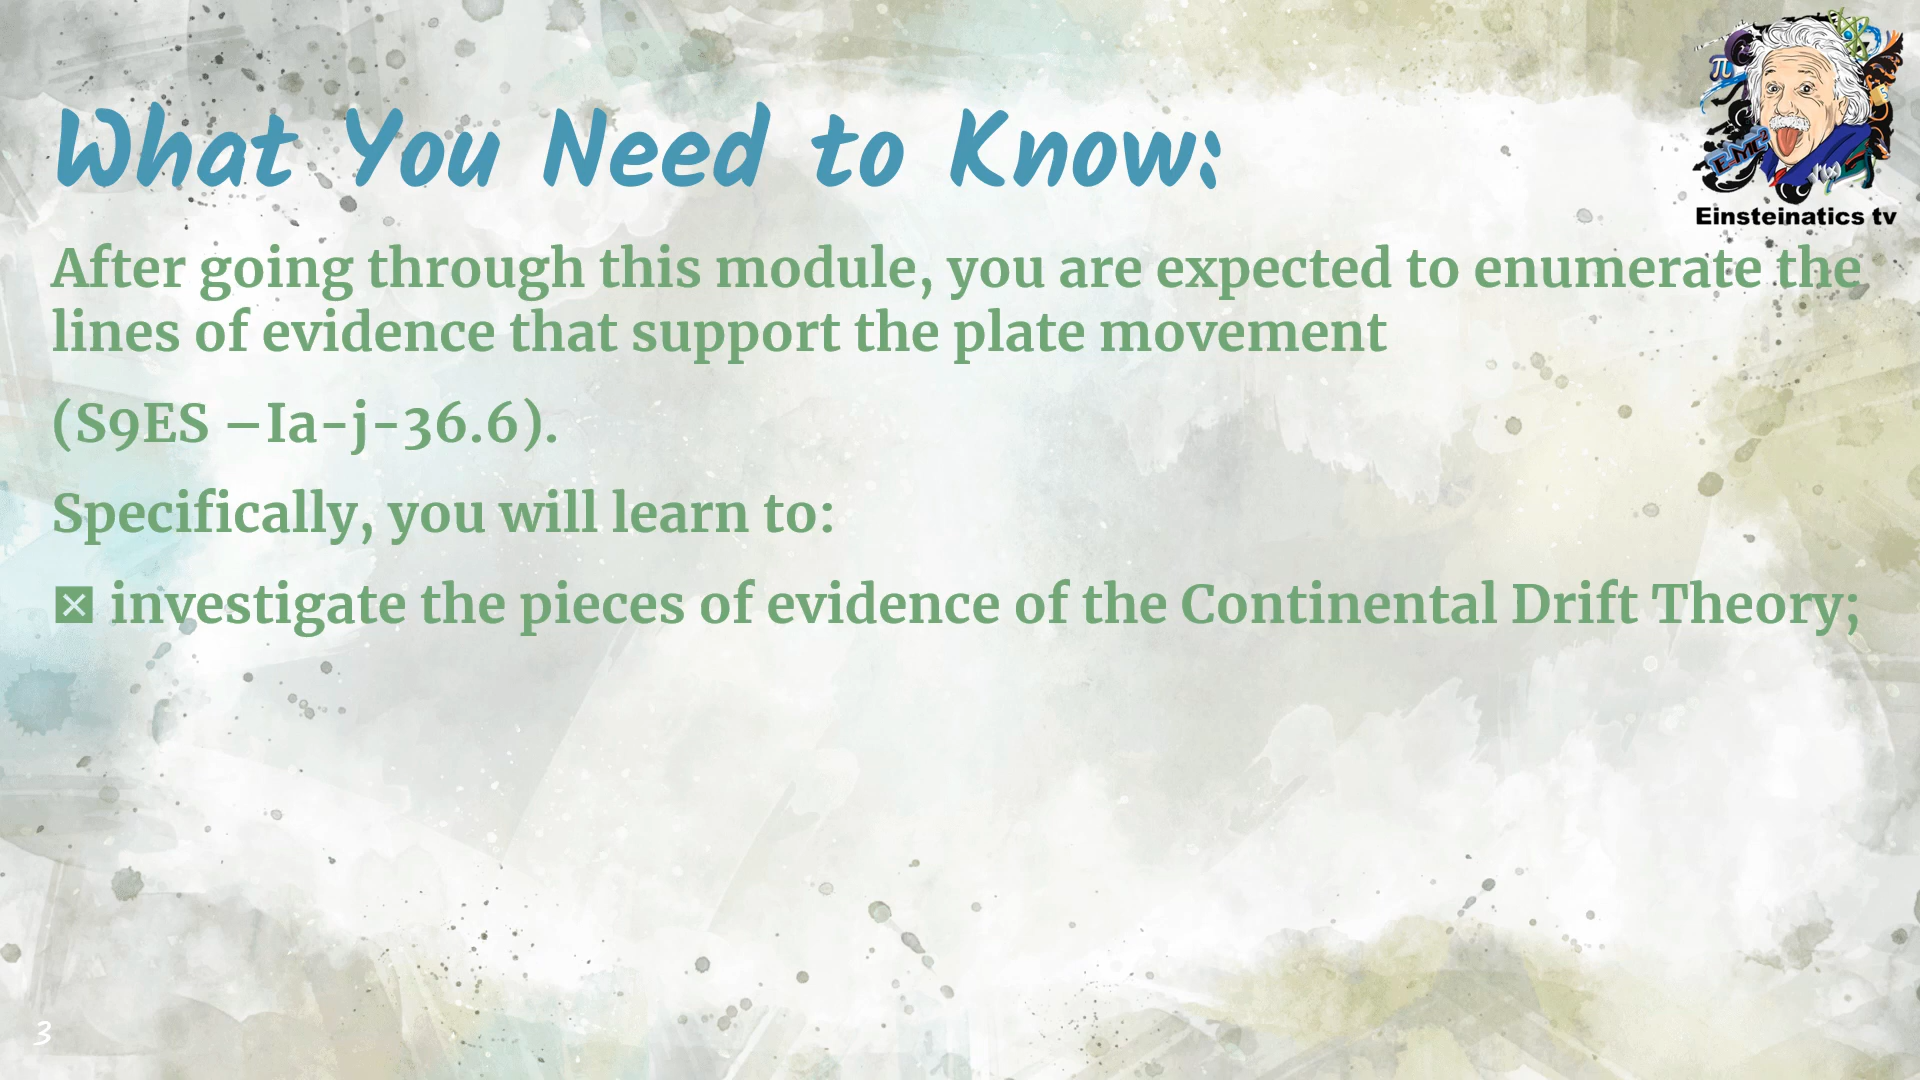 What You Need to Know:
π
E=MC²
f(x)
Einsteinatics tv
After going through this module, you are expected to enumerate the
lines of evidence that support the plate movement
(S9ES –Ia-j-36.6).
Specifically, you will learn to:
☒ investigate the pieces of evidence of the Continental Drift Theory;
3